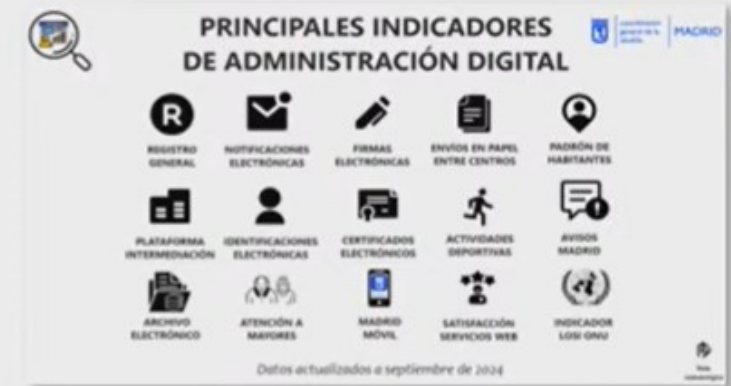 PRINCIPALES INDICADORES
DE ADMINISTRACIÓN DIGITAL
MADRID
R
REGISTRO
GENERAL
NOTIFICACIONES
ELECTRÓNICAS
FIRMAS
ELECTRÓNICAS
ENVÍOS EN PAPEL
ENTRE CENTROS
PADRÓN DE
HABITANTES
PLATAFORMA
INTERMEDIACIÓN
IDENTIFICACIONES
ELECTRÓNICAS
CERTIFICADOS
ELECTRÓNICOS
ACTIVIDADES
DEPORTIVAS
AVISOS
MADRID
ARCHIVO
ELECTRÓNICO
ATENCIÓN A
MAYORES
MADRID
MÓVIL
SATISFACCIÓN
SERVICIOS WEB
INDICADOR
LOSI ONU
Datos actualizados a septiembre de 2024